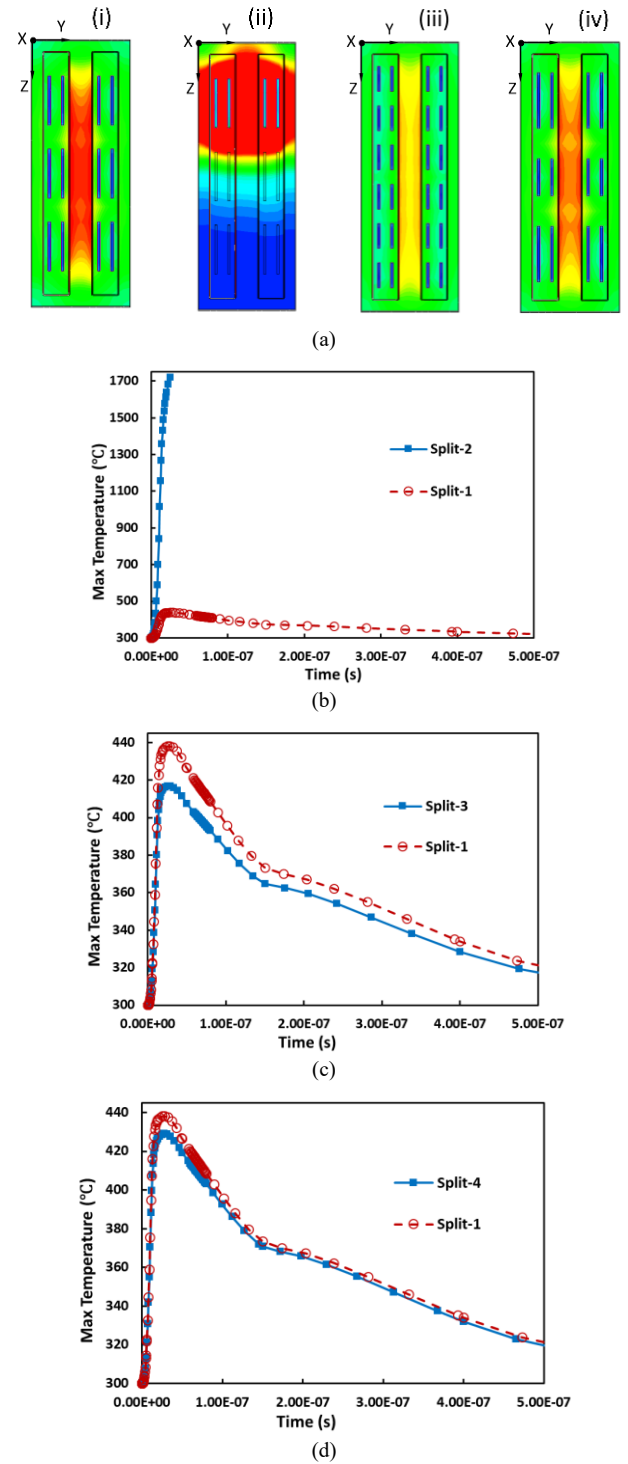 (i) (ii) (iii) (iv)
X Y X Y X Y X Y
Z Z Z Z
(a)
1700
1500
1300
1100
900
700
500
300
Max Temperature (°C)
Split-2
Split-1
0.00E+00 1.00E-07 2.00E-07 3.00E-07 4.00E-07 5.00E-07
Time (s)
(b)
440
420
400
380
360
340
320
300
Max Temperature (°C)
Split-3
Split-1
0.00E+00 1.00E-07 2.00E-07 3.00E-07 4.00E-07 5.00E-07
Time (s)
(c)
440
420
400
380
360
340
320
300
Max Temperature (°C)
Split-4
Split-1
0.00E+00 1.00E-07 2.00E-07 3.00E-07 4.00E-07 5.00E-07
Time (s)
(d)